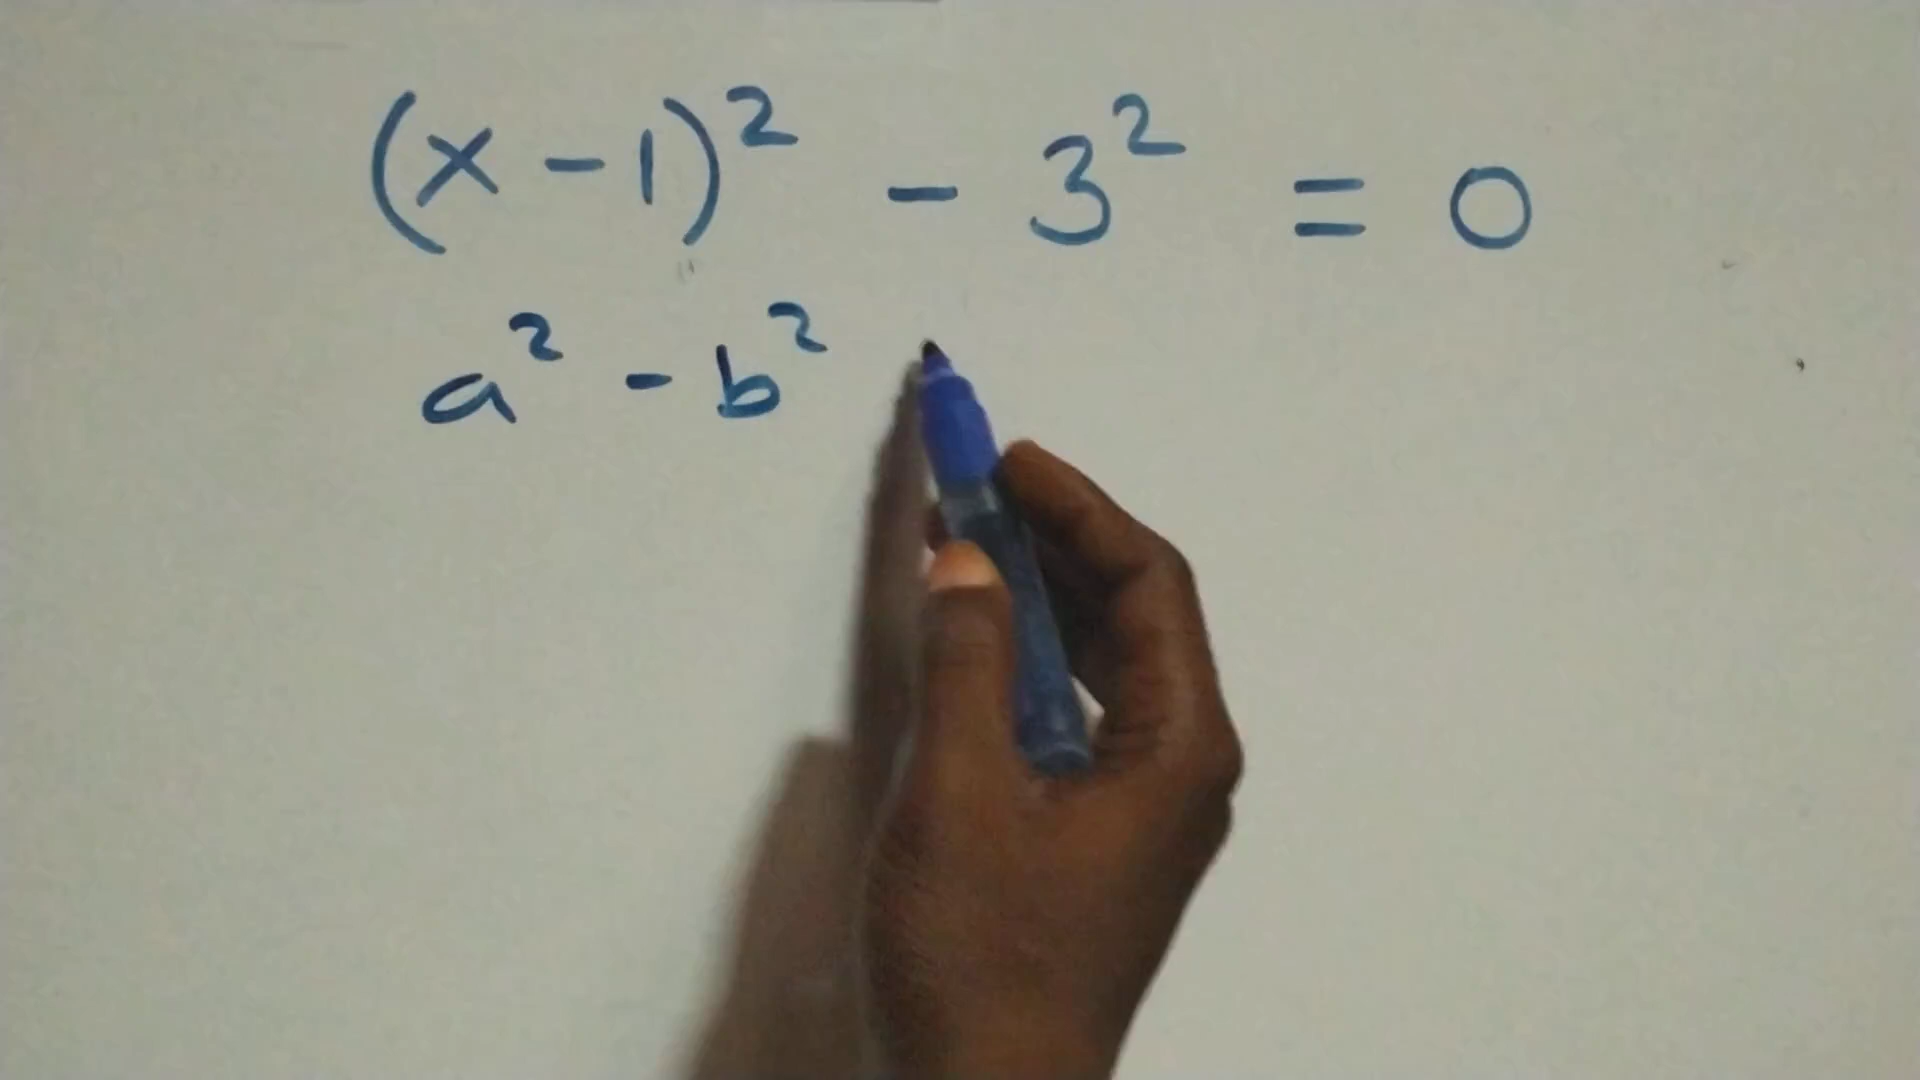 (x - 1)² - 3² = 0
a² - b²